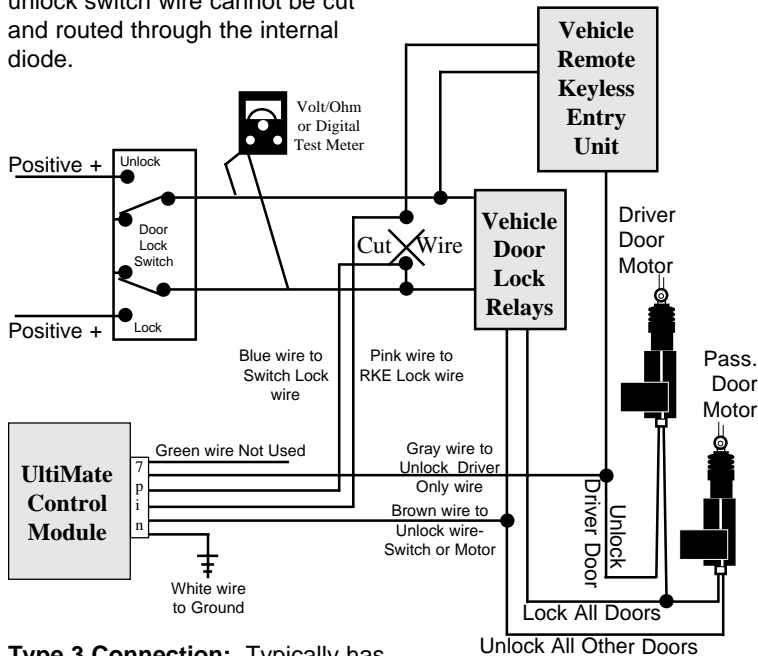 unlock switch wire cannot be cut
and routed through the internal
diode.
Vehicle
Remote
Keyless
Entry
Unit
Volt/Ohm
or Digital
Test Meter
Positive +
Unlock
Door
Lock
Switch
Lock
Positive +
Cut Wire
Vehicle
Door
Lock
Relays
Driver
Door
Motor
Pass.
Door
Motor
Blue wire to
Switch Lock
wire
Pink wire to
RKE Lock wire
UltiMate
Control
Module
7
p
i
n
Green wire Not Used
Gray wire to
Unlock Driver
Only wire
Brown wire to
Unlock wire-
Switch or Motor
White wire
to Ground
Unlock
Driver Door
Lock All Doors
Unlock All Other Doors
Type 3 Connection: Typically has